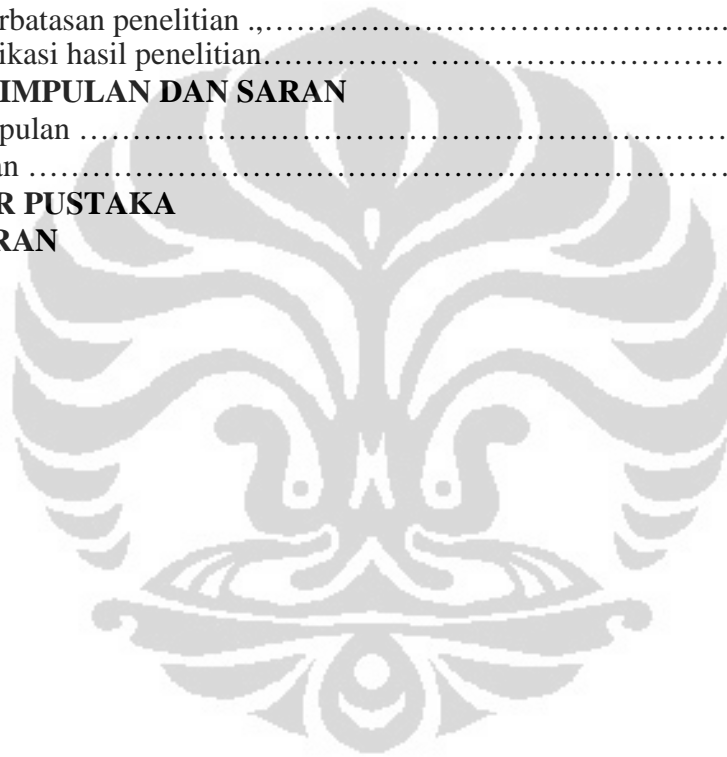 rbatasan penelitian .,…………………………..………...
ikasi hasil penelitian…………… …………….……………
IMPULAN DAN SARAN
pulan ………………………………………………………
an …………………………………………………….……
R PUSTAKA
RAN